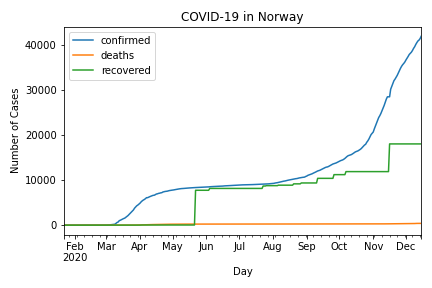 COVID-19 in Norway
confirmed
deaths
recovered
Number of Cases
40000
30000
20000
10000
0
Feb Mar Apr May Jun Jul Aug Sep Oct Nov Dec
2020
Day